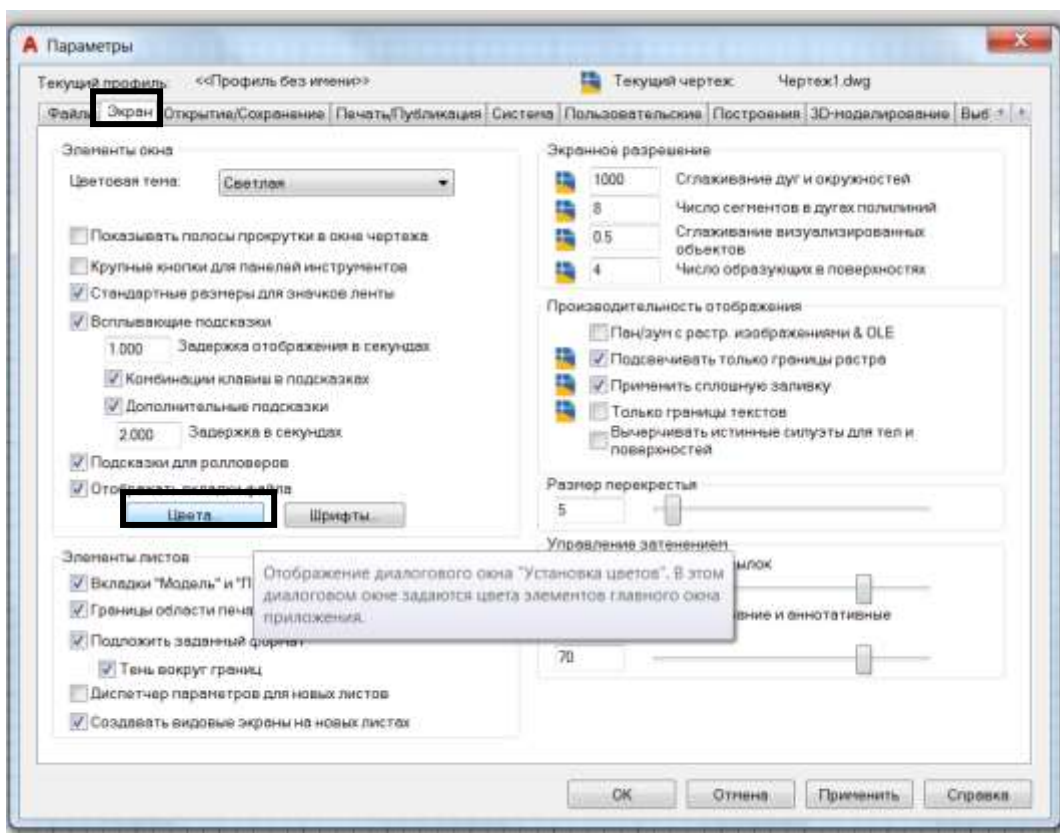 Параметры
Текущий профиль: <<Профиль без имени>> Текущий чертеж: Чертеж1.dwg
Файлы Экран Открытие/Сохранение Печать/Публикация Система Пользовательские Построения 3D-моделирование Выб
Элементы окна
Цветовая тема: Светлая
Показывать полосы прокрутки в окне чертежа
Крупные кнопки для панелей инструментов
Стандартные размеры для значков ленты
Всплывающие подсказки
1.000 Задержка отображения в секундах
Комбинации клавиш в подсказках
Дополнительные подсказки
2.000 Задержка в секундах
Подсказки для ролловеров
Отображать вкладки файла
Цвета... Шрифты...
Элементы листов
Вкладки "Модель" и "Л
Границы области печа
Подложить заданный формат
Тень вокруг границ
Диспетчер параметров для новых листов
Создавать видовые экраны на новых листах
Отображение диалогового окна "Установка цветов". В этом
диалоговом окне задаются цвета элементов главного окна
приложения.
Экранное разрешение
1000 Сглаживание дуг и окружностей
8 Число сегментов в дугах полилиний
0.5 Сглаживание визуализированных
объектов
4 Число образующих в поверхностях
Производительность отображения
Пан/зум с растр. изображениями & OLE
Подсвечивать только границы растра
Применить сплошную заливку
Только границы текстов
Вычерчивать истинные силуэты для тел и
поверхностей
Размер перекрестья
5
Управление затенением
ылок
ание и аннотативные
70
ОК Отмена Применить Справка